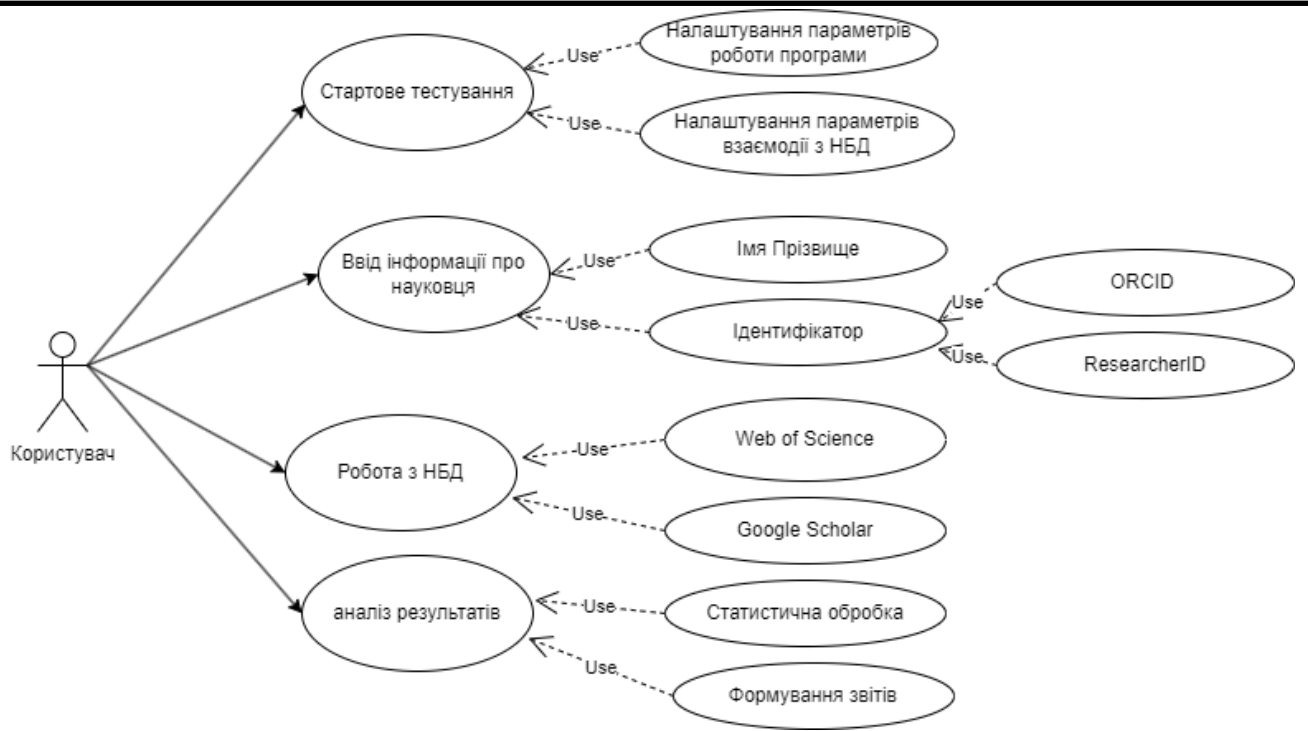 Налаштування параметрів
роботи програми
Use
Стартове тестування
Use
Налаштування параметрів
взаємодії з НБД
Ввід інформації про
науковця
Use
Імя Прізвище
Use
Ідентифікатор
Use
ORCID
Use
ResearcherID
Користувач
Робота з НБД
Use
Web of Science
Use
Google Scholar
аналіз результатів
Use
Статистична обробка
Use
Формування звітів